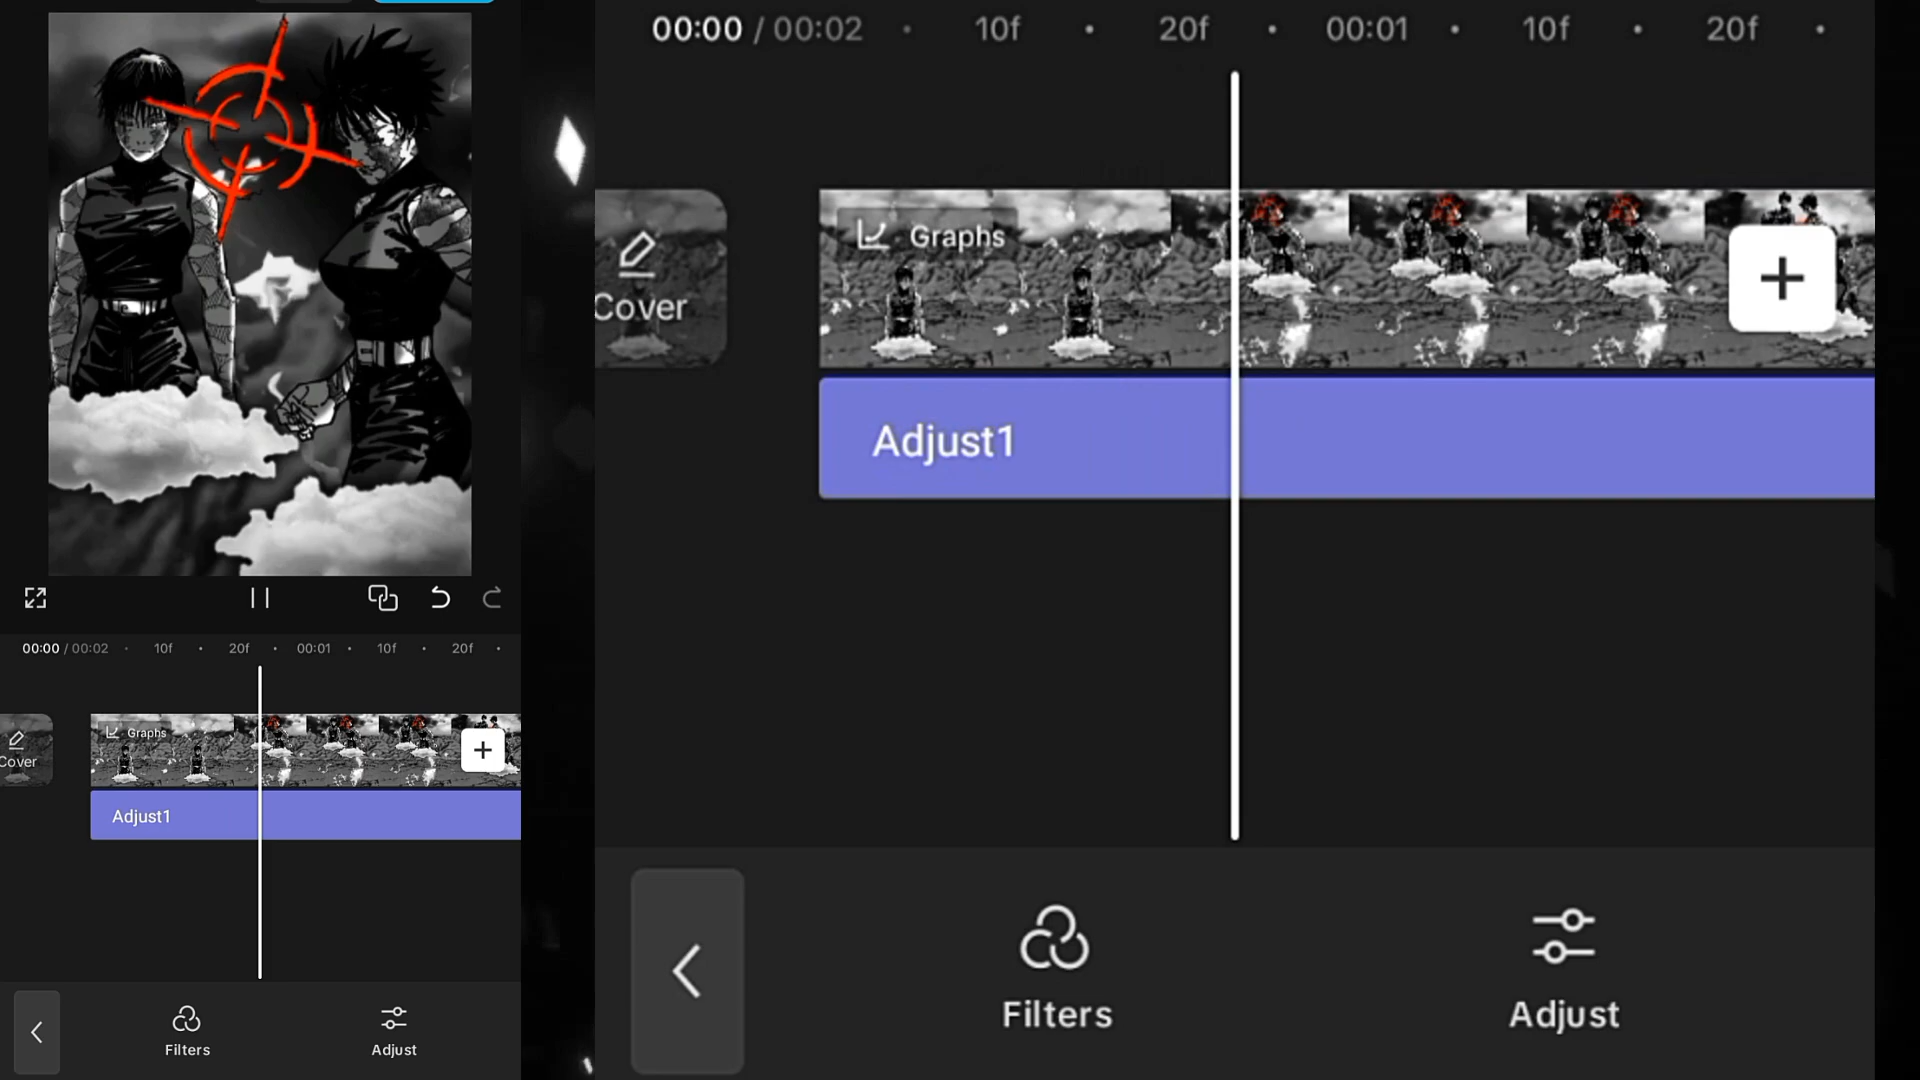 00:00 / 00:02 10f 20f 00:01 10f 20f
Graphs
Cover
Adjust1
Filters Adjust
00:00 / 00:02 10f 20f 00:01 10f 20f
Graphs
Cover
Adjust1
Filters Adjust